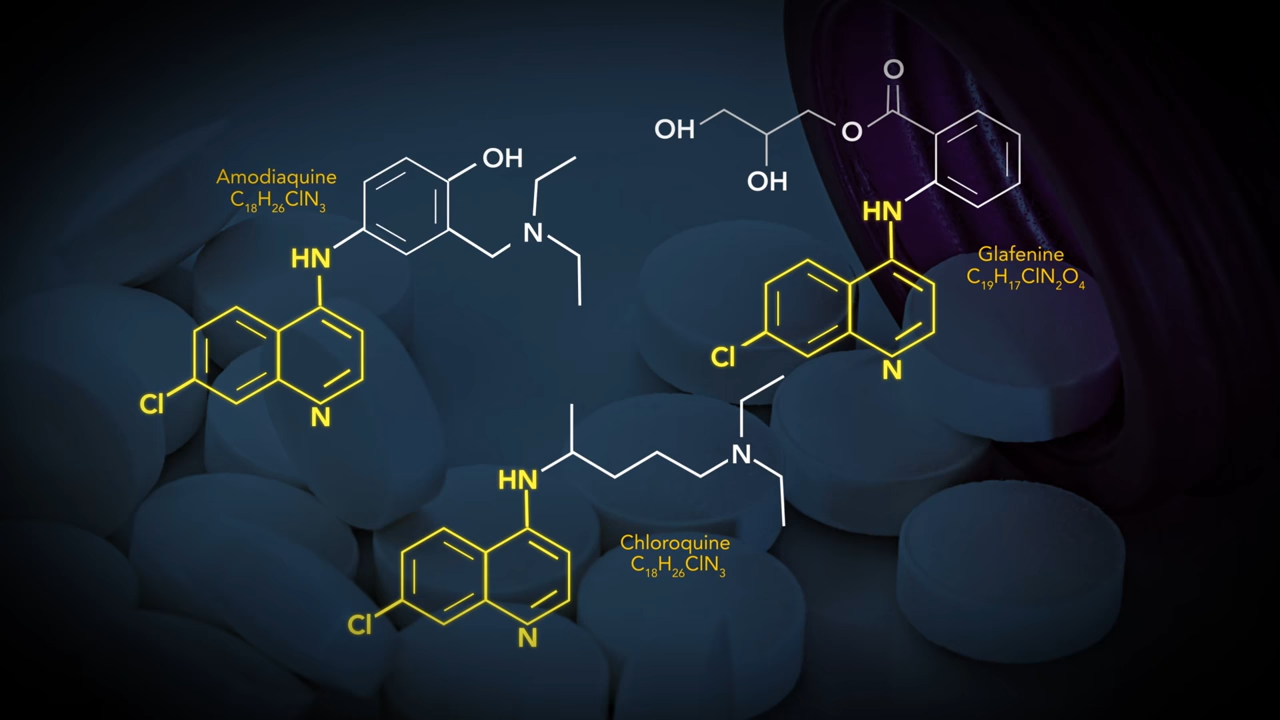 O
OH
O
OH
HN
Cl
N
Glafenine
C₁₉H₁₇ClN₂O₄
Amodiaquine
C₁₈H₂₆ClN₃
OH
N
HN
Cl
N
N
HN
Cl
N
Chloroquine
C₁₈H₂₆ClN₃